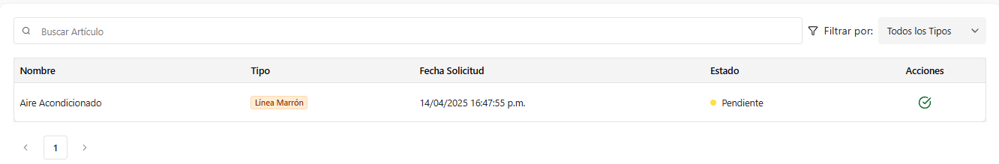 Buscar Artículo Filtrar por: Todos los Tipos
Nombre Tipo Fecha Solicitud Estado Acciones
Aire Acondicionado Línea Marrón 14/04/2025 16:47:55 p.m. Pendiente
1